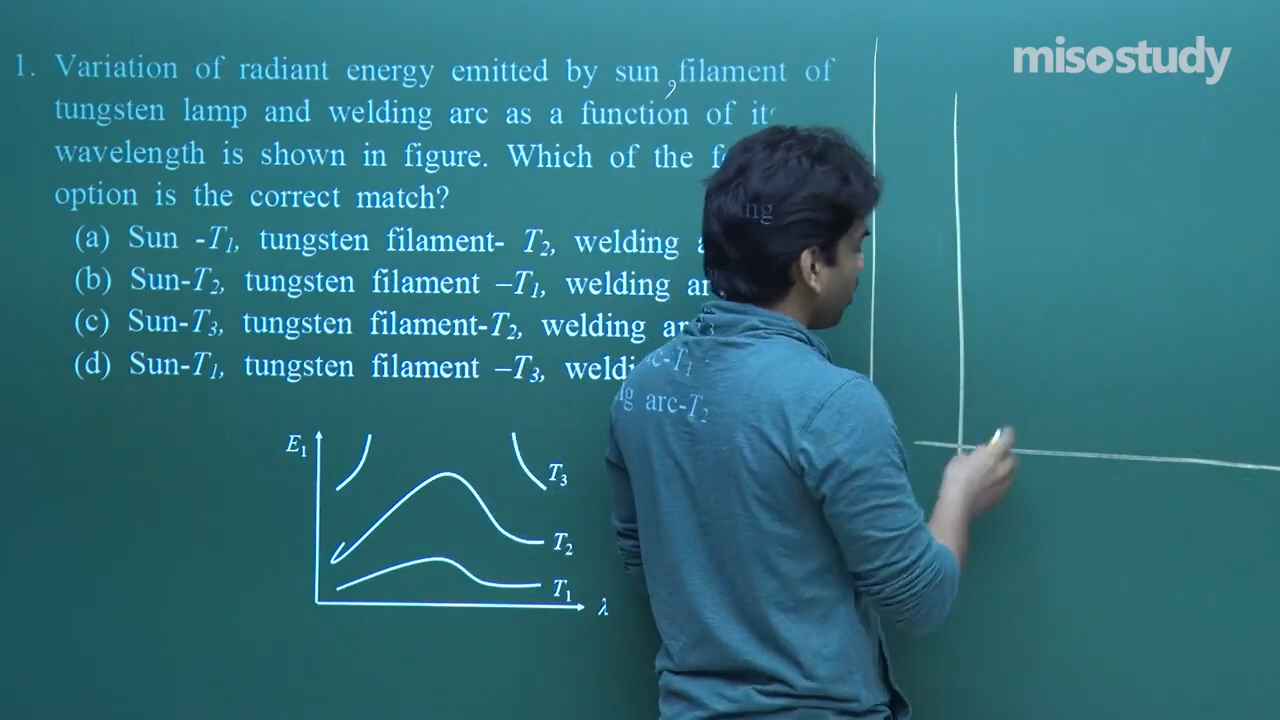 misostudy
1. Variation of radiant energy emitted by sun , filament of
tungsten lamp and welding arc as a function of its
wavelength is shown in figure. Which of the
option is the correct match?
(a) Sun -T1, tungsten filament- T2, welding
(b) Sun-T2, tungsten filament –T1, welding
(c) Sun-T3, tungsten filament-T2, welding
arc-T1
(d) Sun-T1, tungsten filament –T3,
arc-T2
E1
T3
T2
T1
λ